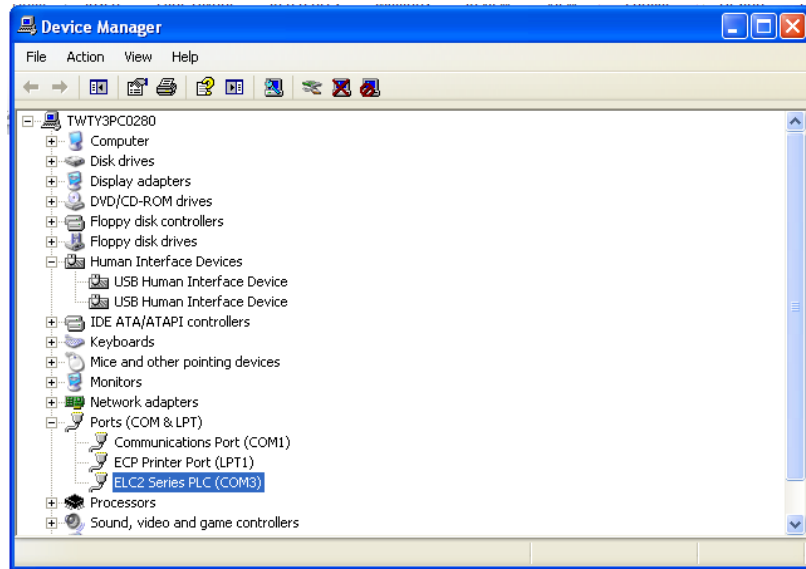 Device Manager
File Action View Help
TWTY3PC0280
Computer
Disk drives
Display adapters
DVD/CD-ROM drives
Floppy disk controllers
Floppy disk drives
Human Interface Devices
USB Human Interface Device
USB Human Interface Device
IDE ATA/ATAPI controllers
Keyboards
Mice and other pointing devices
Monitors
Network adapters
Ports (COM & LPT)
Communications Port (COM1)
ECP Printer Port (LPT1)
ELC2 Series PLC (COM3)
Processors
Sound, video and game controllers